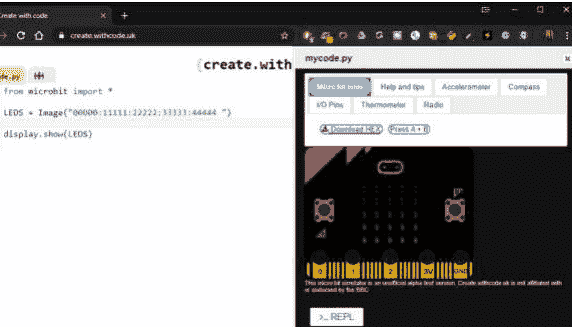 Create with code
create.withcode.uk
{create.with
from microbit import *
LEDS = Image("00000:11111:22222:33333:44444 ")
display.show(LEDS)
mycode.py
Help and tips
Accelerometer
Compass
I/O Pins
Thermometer
Radio
Download HEX
Press A + B
0
1
2
3V
GND
This micro:bit simulator is an unofficial alpha test version. Create.withcode.uk is not affiliated with
or endorsed by the BBC
>_ REPL